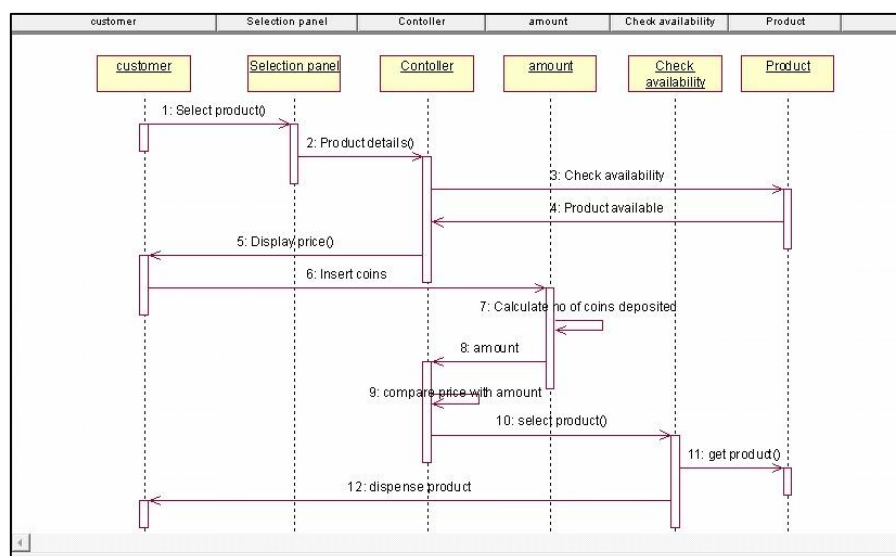 customer
Selection panel
Contoller
amount
Check availability
Product
customer
Selection panel
Contoller
amount
Check
availability
Product
1: Select product()
2: Product details()
3: Check availability
4: Product available
5: Display price()
6: Insert coins
7: Calculate no of coins deposited
8: amount
9: compare price with amount
10: select product()
11: get product()
12: dispense product